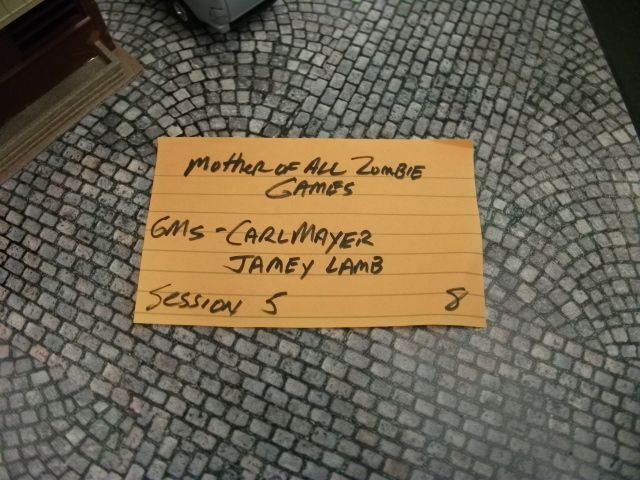 Mother of All Zombie
Games
GMs - Carl Mayer
Jamey Lamb
Session 5 8